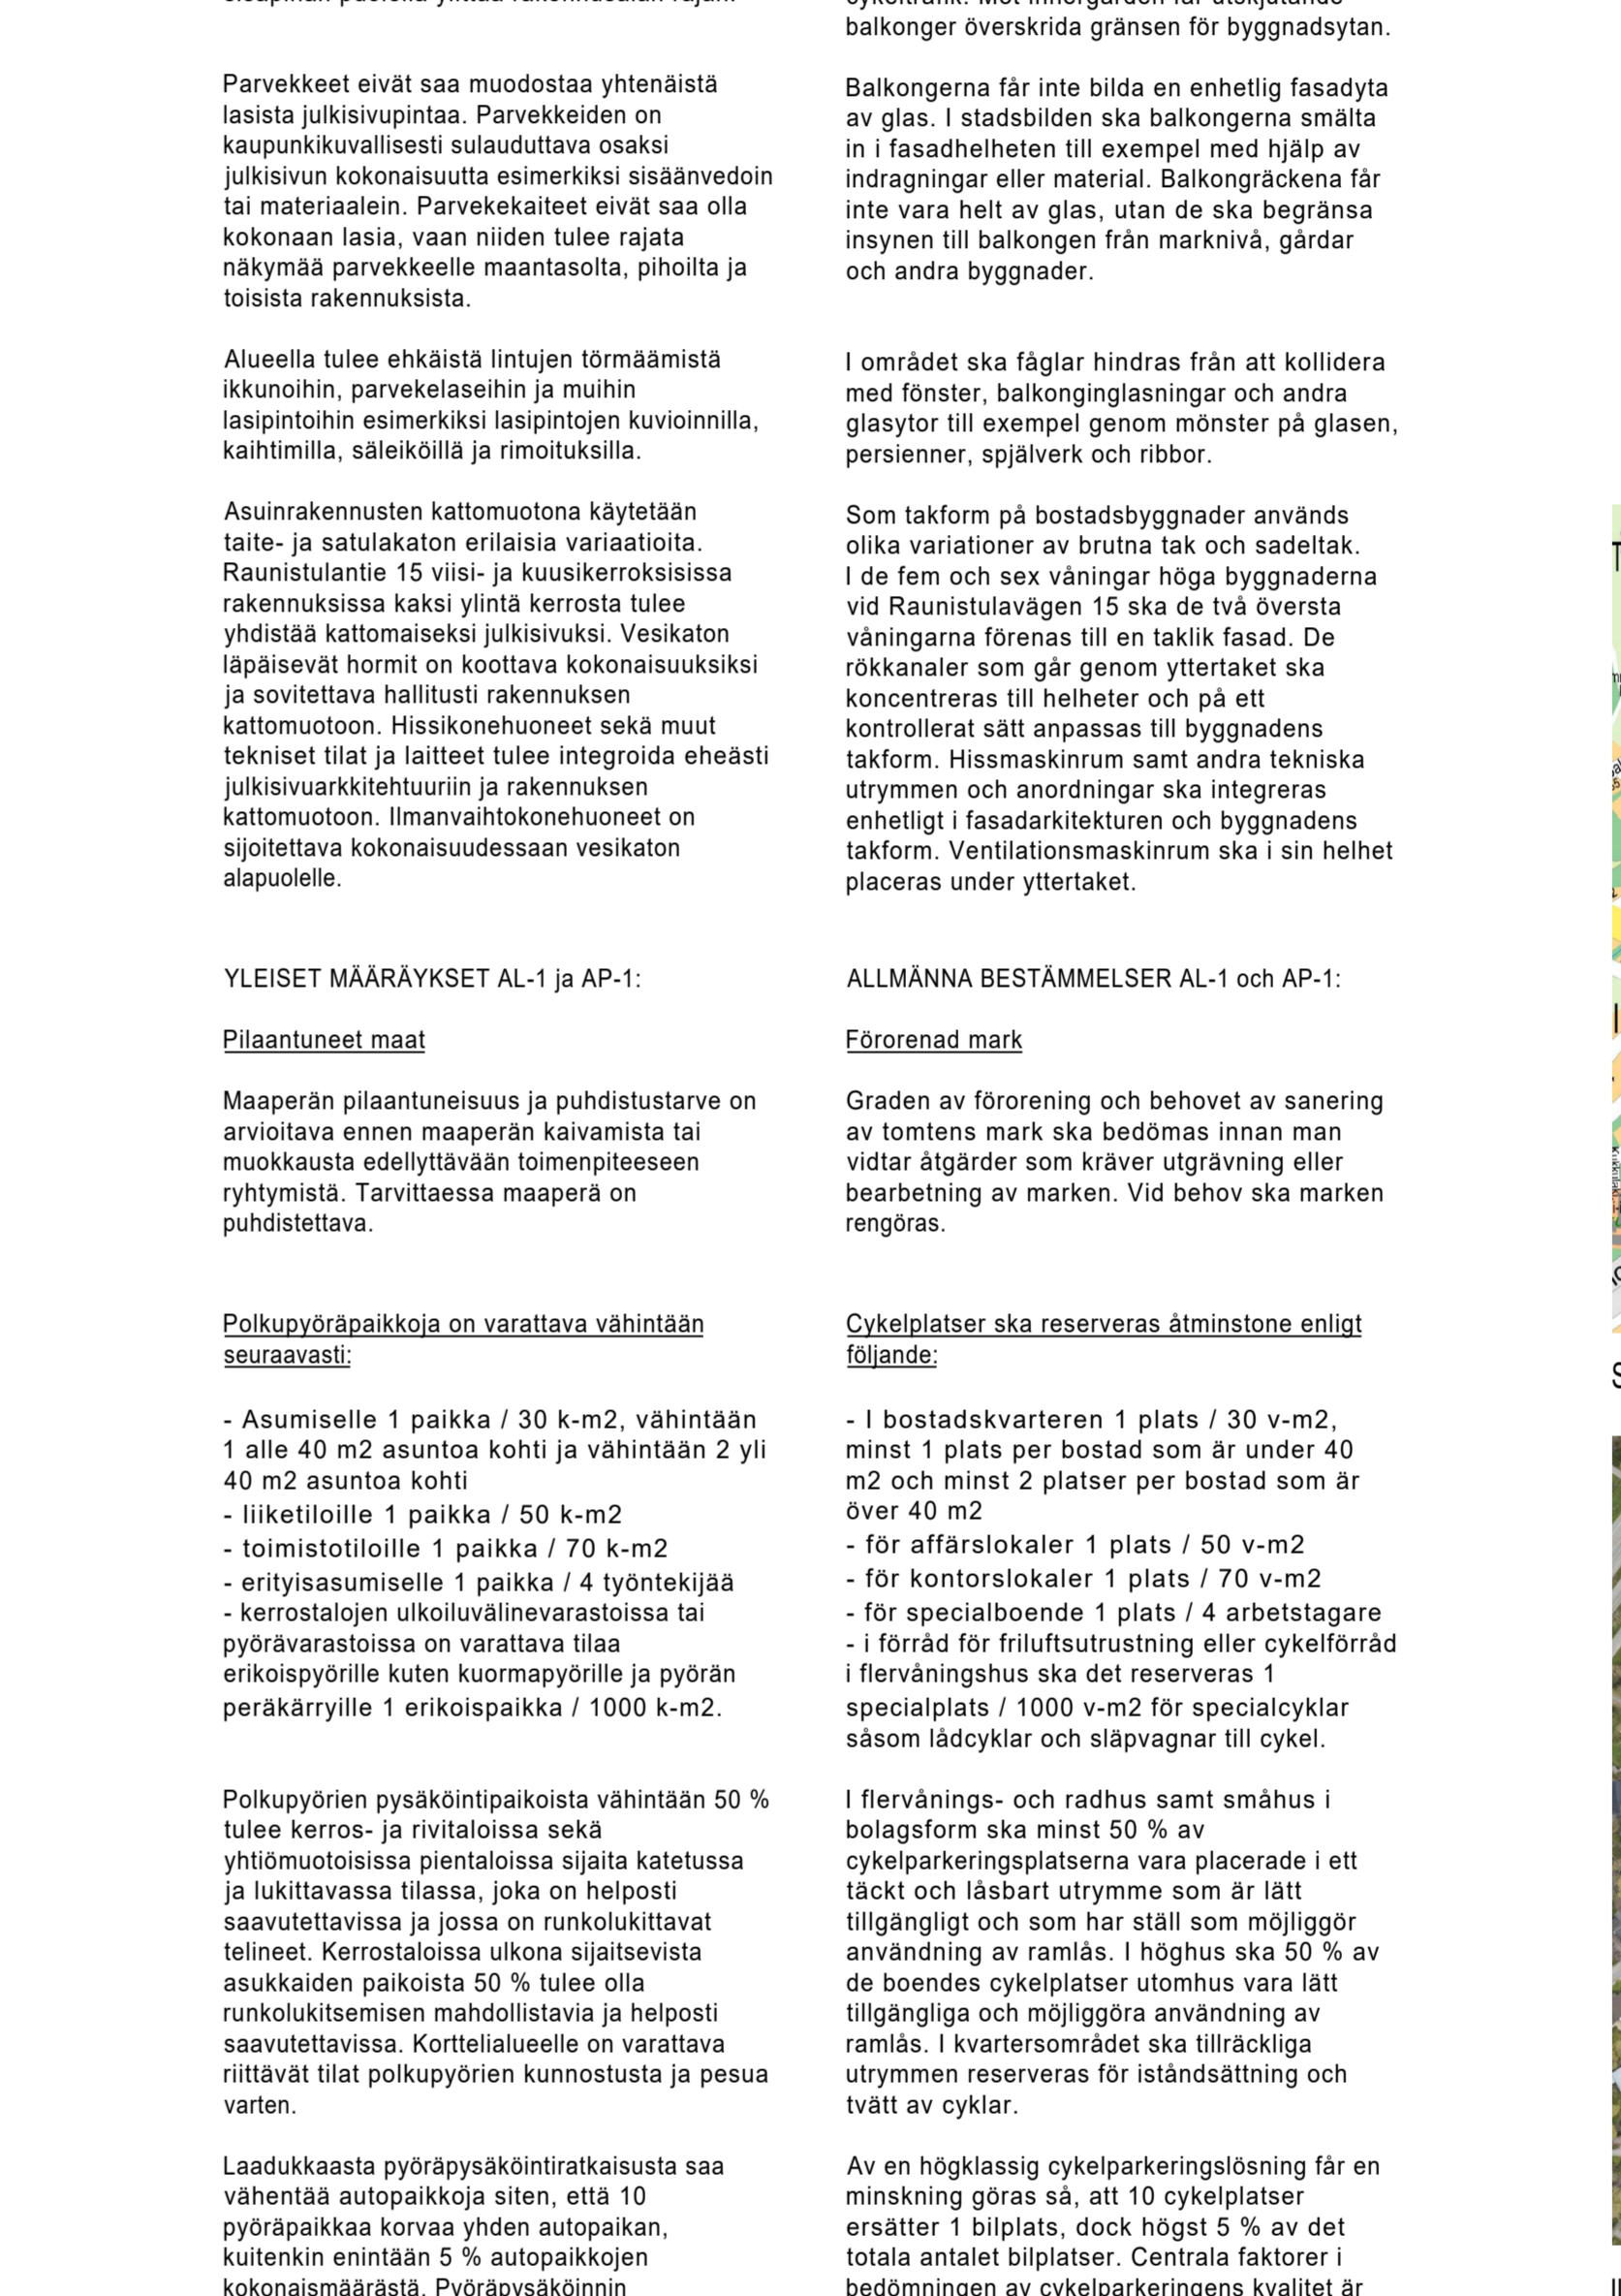 balkonger överskrida gränsen för byggnadsytan.
Parvekkeet eivät saa muodostaa yhtenäistä
lasista julkisivupintaa. Parvekkeiden on
kaupunkikuvallisesti sulauduttava osaksi
julkisivun kokonaisuutta esimerkiksi sisäänvedoin
tai materiaalein. Parvekekaiteet eivät saa olla
kokonaan lasia, vaan niiden tulee rajata
näkymää parvekkeelle maantasolta, pihoilta ja
toisista rakennuksista.
Alueella tulee ehkäistä lintujen törmäämistä
ikkunoihin, parvekelaseihin ja muihin
lasipintoihin esimerkiksi lasipintojen kuvioinnilla,
kaihtimilla, säleiköillä ja rimoituksilla.
Asuinrakennusten kattomuotona käytetään
taite- ja satulakaton erilaisia variaatioita.
Raunistulantie 15 viisi- ja kuusikerroksisissa
rakennuksissa kaksi ylintä kerrosta tulee
yhdistää kattomaiseksi julkisivuksi. Vesikaton
läpäisevät hormit on koottava kokonaisuuksiksi
ja sovitettava hallitusti rakennuksen
kattomuotoon. Hissikonehuoneet sekä muut
tekniset tilat ja laitteet tulee integroida eheästi
julkisivuarkkitehtuuriin ja rakennuksen
kattomuotoon. Ilmanvaihtokonehuoneet on
sijoitettava kokonaisuudessaan vesikaton
alapuolelle.
YLEISET MÄÄRÄYKSET AL-1 ja AP-1:
Pilaantuneet maat
Maaperän pilaantuneisuus ja puhdistustarve on
arvioitava ennen maaperän kaivamista tai
muokkausta edellyttävään toimenpiteeseen
ryhtymistä. Tarvittaessa maaperä on
puhdistettava.
Polkupyöräpaikkoja on varattava vähintään
seuraavasti:
- Asumiselle 1 paikka / 30 k-m2, vähintään
1 alle 40 m2 asuntoa kohti ja vähintään 2 yli
40 m2 asuntoa kohti
- liiketiloille 1 paikka / 50 k-m2
- toimistotiloille 1 paikka / 70 k-m2
- erityisasumiselle 1 paikka / 4 työntekijää
- kerrostalojen ulkoiluvälinevarastoissa tai
pyörävarastoissa on varattava tilaa
erikoispyörille kuten kuormapyörille ja pyörän
peräkärryille 1 erikoispaikka / 1000 k-m2.
Polkupyörien pysäköintipaikoista vähintään 50 %
tulee kerros- ja rivitaloissa sekä
yhtiömuotoisissa pientaloissa sijaita katetussa
ja lukittavassa tilassa, joka on helposti
saavutettavissa ja jossa on runkolukittavat
telineet. Kerrostaloissa ulkona sijaitsevista
asukkaiden paikoista 50 % tulee olla
runkolukitsemisen mahdollistavia ja helposti
saavutettavissa. Korttelialueelle on varattava
riittävät tilat polkupyörien kunnostusta ja pesua
varten.
Laadukkaasta pyöräpysäköintiratkaisusta saa
vähentää autopaikkoja siten, että 10
pyöräpaikkaa korvaa yhden autopaikan,
kuitenkin enintään 5 % autopaikkojen
kokonaismäärästä. Pyöräpysäköinnin
Balkongerna får inte bilda en enhetlig fasadyta
av glas. I stadsbilden ska balkongerna smälta
in i fasadhelheten till exempel med hjälp av
indragningar eller material. Balkongräckena får
inte vara helt av glas, utan de ska begränsa
insynen till balkongen från marknivå, gårdar
och andra byggnader.
I området ska fåglar hindras från att kollidera
med fönster, balkonginglasningar och andra
glasytor till exempel genom mönster på glasen,
persienner, spjälverk och ribbor.
Som takform på bostadsbyggnader används
olika variationer av brutna tak och sadeltak.
I de fem och sex våningar höga byggnaderna
vid Raunistulavägen 15 ska de två översta
våningarna förenas till en taklik fasad. De
rökkanaler som går genom yttertaket ska
koncentreras till helheter och på ett
kontrollerat sätt anpassas till byggnadens
takform. Hissmaskinrum samt andra tekniska
utrymmen och anordningar ska integreras
enhetligt i fasadarkitekturen och byggnadens
takform. Ventilationsmaskinrum ska i sin helhet
placeras under yttertaket.
ALLMÄNNA BESTÄMMELSER AL-1 och AP-1:
Förorenad mark
Graden av förorening och behovet av sanering
av tomtens mark ska bedömas innan man
vidtar åtgärder som kräver utgrävning eller
bearbetning av marken. Vid behov ska marken
rengöras.
Cykelplatser ska reserveras åtminstone enligt
följande:
- I bostadskvarteren 1 plats / 30 v-m2,
minst 1 plats per bostad som är under 40
m2 och minst 2 platser per bostad som är
över 40 m2
- för affärslokaler 1 plats / 50 v-m2
- för kontorslokaler 1 plats / 70 v-m2
- för specialboende 1 plats / 4 arbetstagare
- i förråd för friluftsutrustning eller cykelförråd
i flervåningshus ska det reserveras 1
specialplats / 1000 v-m2 för specialcyklar
såsom lådcyklar och släpvagnar till cykel.
I flervånings- och radhus samt småhus i
bolagsform ska minst 50 % av
cykelparkeringsplatserna vara placerade i ett
täckt och låsbart utrymme som är lätt
tillgängligt och som har ställ som möjliggör
användning av ramlås. I höghus ska 50 % av
de boendes cykelplatser utomhus vara lätt
tillgängliga och möjliggöra användning av
ramlås. I kvartersområdet ska tillräckliga
utrymmen reserveras för iståndsättning och
tvätt av cyklar.
Av en högklassig cykelparkeringslösning får en
minskning göras så, att 10 cykelplatser
ersätter 1 bilplats, dock högst 5 % av det
totala antalet bilplatser. Centrala faktorer i
bedömningen av cykelparkeringens kvalitet är